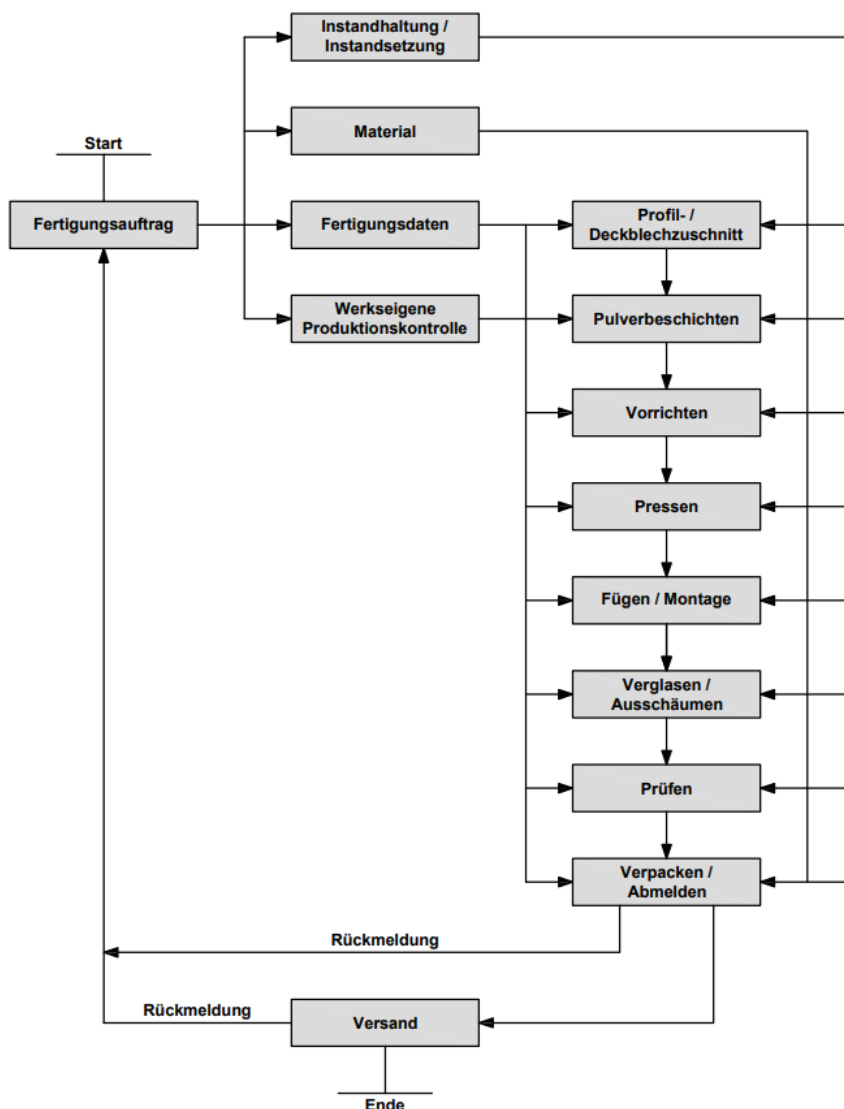 Instandhaltung /
Instandsetzung
Material
Start
Fertigungsauftrag
Fertigungsdaten
Profil- /
Deckblechzuschnitt
Werkseigene
Produktionskontrolle
Pulverbeschichten
Vorrichten
Pressen
Fügen / Montage
Verglasen /
Ausschäumen
Prüfen
Verpacken /
Abmelden
Rückmeldung
Rückmeldung
Versand
Ende